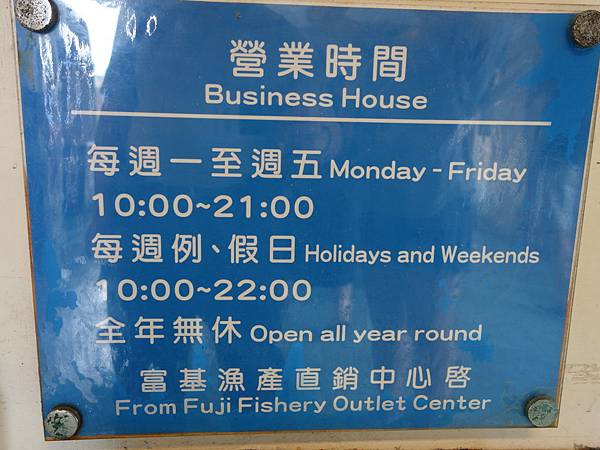 營業時間
Business House
每週一至週五 Monday - Friday
10:00~21:00
每週例、假日 Holidays and Weekends
10:00~22:00
全年無休 Open all year round
富基漁產直銷中心啓
From Fuji Fishery Outlet Center